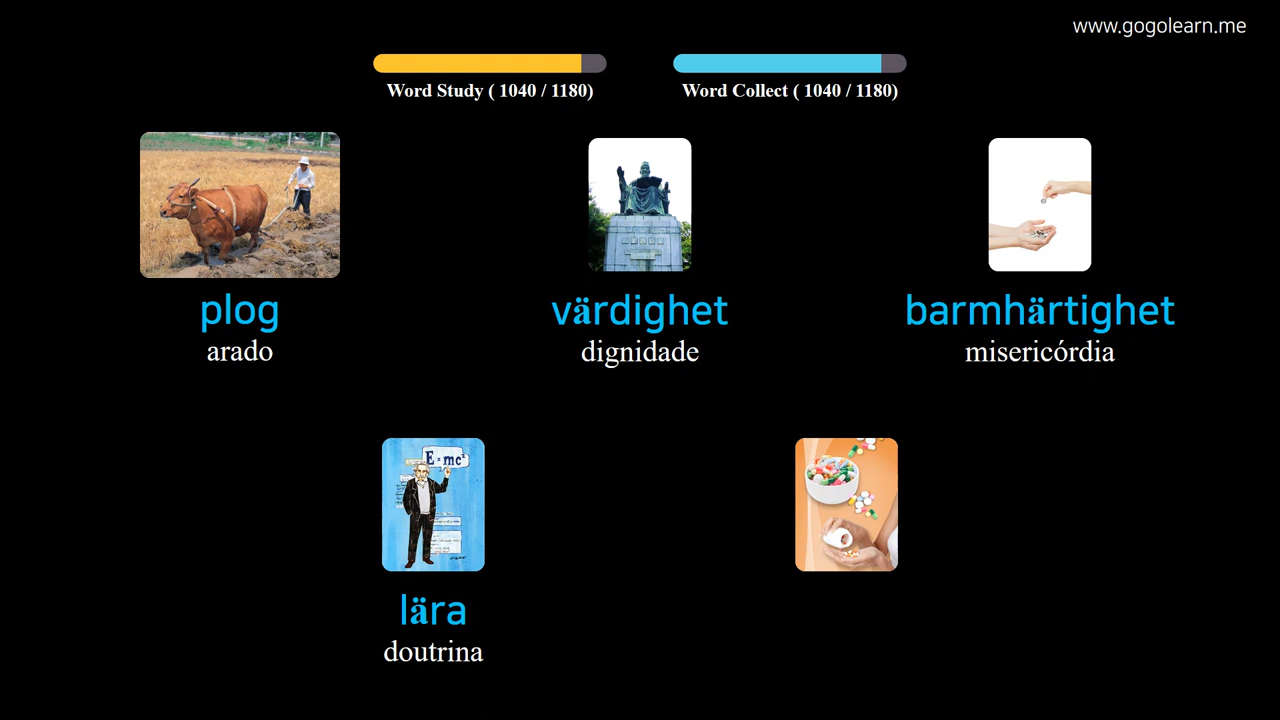 www.gogolearn.me
Word Study ( 1040 / 1180)
Word Collect ( 1040 / 1180)
plog
arado
värdighet
dignidade
barmhärtighet
misericórdia
E=mc²
lära
doutrina